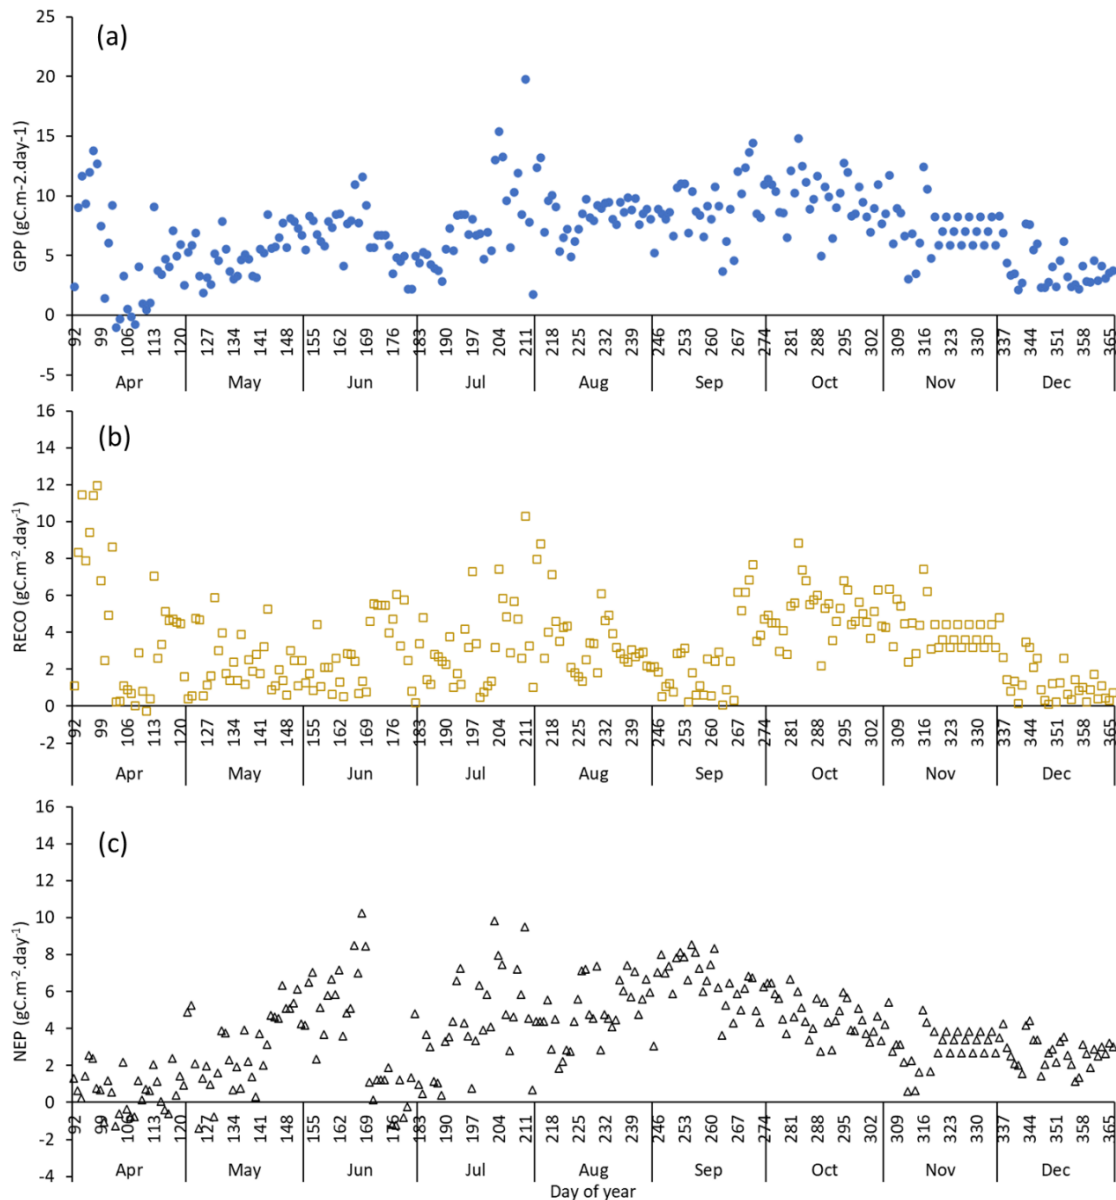 (a)
25
20
15
10
5
0
-5
GPP (gC.m-2.day-1)
92 99 106 113 120 127 134 141 148 155 162 169 176 183 190 197 204 211 218 225 232 239 246 253 260 267 274 281 288 295 302 309 316 323 330 337 344 351 358 365
Apr May Jun Jul Aug Sep Oct Nov Dec
(b)
16
14
12
10
8
6
4
2
0
-2
RECO (gC.m-2.day-1)
92 99 106 113 120 127 134 141 148 155 162 169 176 183 190 197 204 211 218 225 232 239 246 253 260 267 274 281 288 295 302 309 316 323 330 337 344 351 358 365
Apr May Jun Jul Aug Sep Oct Nov Dec
(c)
16
14
12
10
8
6
4
2
0
-2
-4
NEP (gC.m-2.day-1)
92 99 106 113 120 127 134 141 148 155 162 169 176 183 190 197 204 211 218 225 232 239 246 253 260 267 274 281 288 295 302 309 316 323 330 337 344 351 358 365
Apr May Jun Jul Aug Sep Oct Nov Dec
Day of year